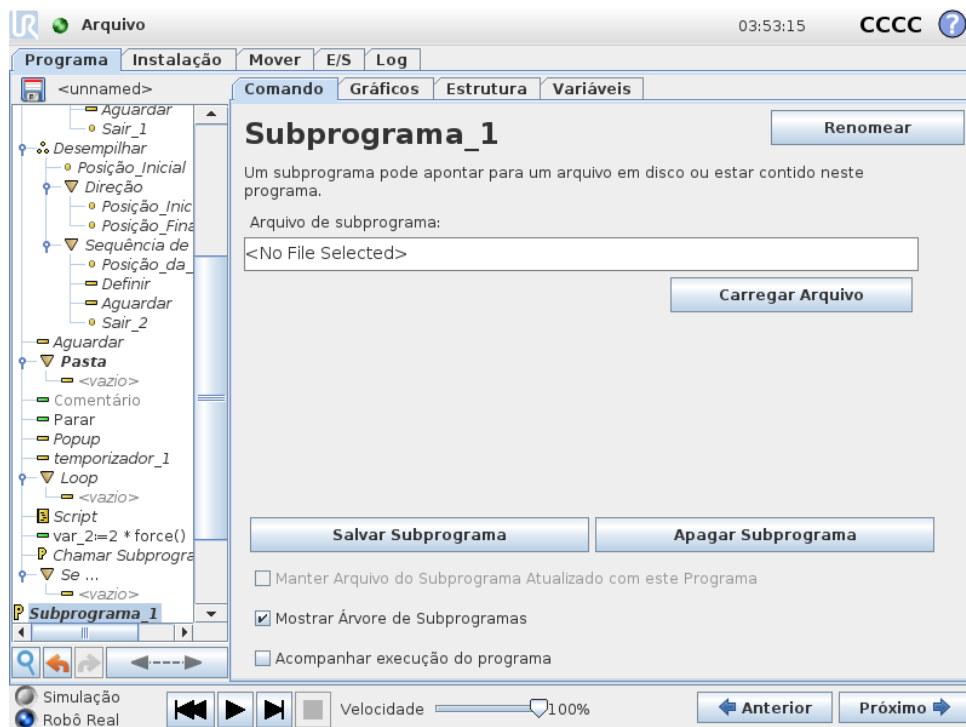 UR Arquivo 03:53:15 CCCC ?
Programa Instalação Mover E/S Log
<unnamed>
Comando Gráficos Estrutura Variáveis
Aguardar
Sair_1
Desempilhar
Posição_Inicial
Direção
Posição_Inic
Posição_Fina
Sequência de
Posição_da_
Definir
Aguardar
Sair_2
Aguardar
Pasta
<vazio>
Comentário
Parar
Popup
temporizador_1
Loop
<vazio>
Script
var_2:=2 * force()
Chamar Subprogra
Se ...
<vazio>
Subprograma_1
Subprograma_1
Renomear
Um subprograma pode apontar para um arquivo em disco ou estar contido neste
programa.
Arquivo de subprograma:
<No File Selected>
Carregar Arquivo
Salvar Subprograma Apagar Subprograma
Manter Arquivo do Subprograma Atualizado com este Programa
Mostrar Árvore de Subprogramas
Acompanhar execução do programa
Simulação
Robô Real
Velocidade 100%
Anterior Próximo